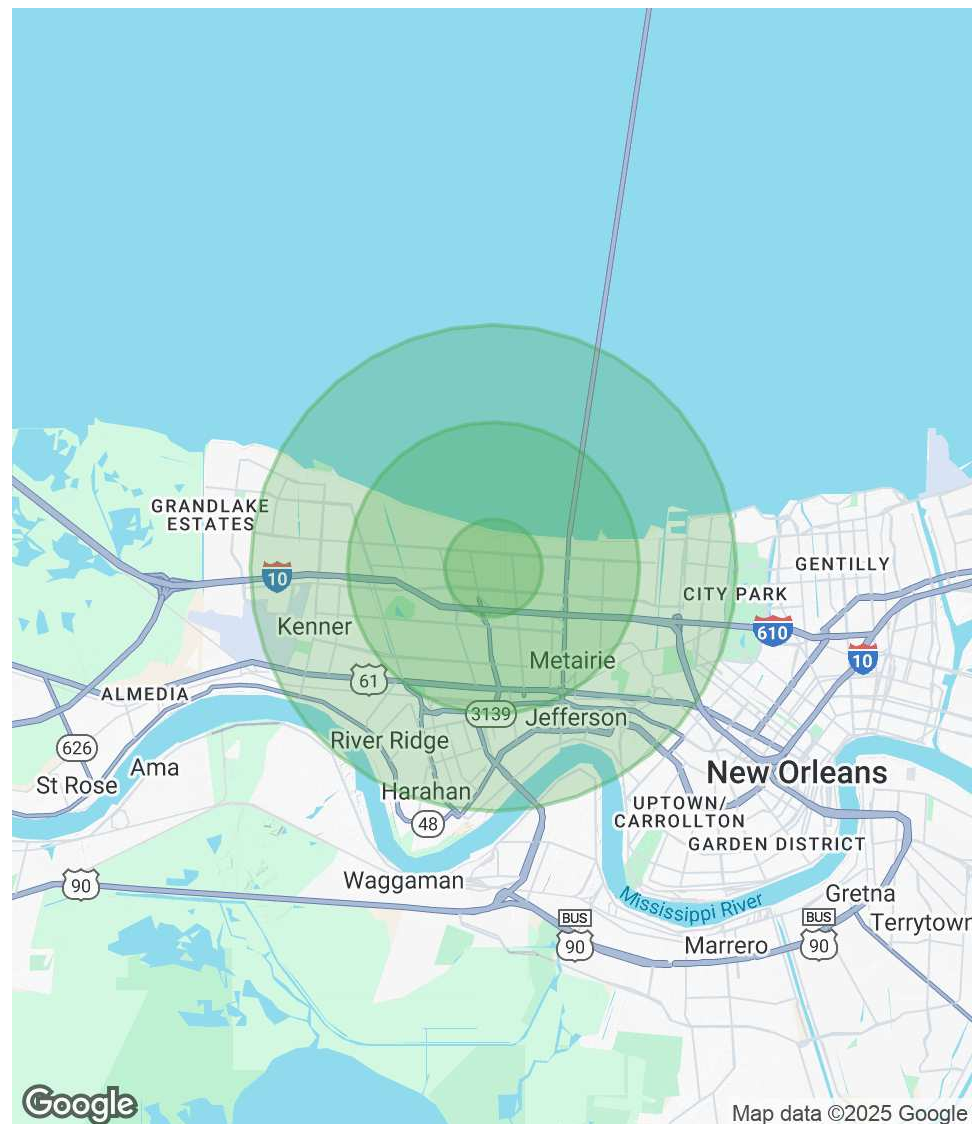 GRANDLAKE
ESTATES
10
Kenner
GENTILLY
CITY PARK
610
10
Metairie
61
ALMEDIA
3139
Jefferson
626
River Ridge
Ama
St Rose
Harahan
New Orleans
48
UPTOWN/
CARROLLTON
GARDEN DISTRICT
90
Waggaman
Mississippi River
Gretna
BUS
90
BUS
90
Terrytown
Marrero
Google
Map data ©2025 Google